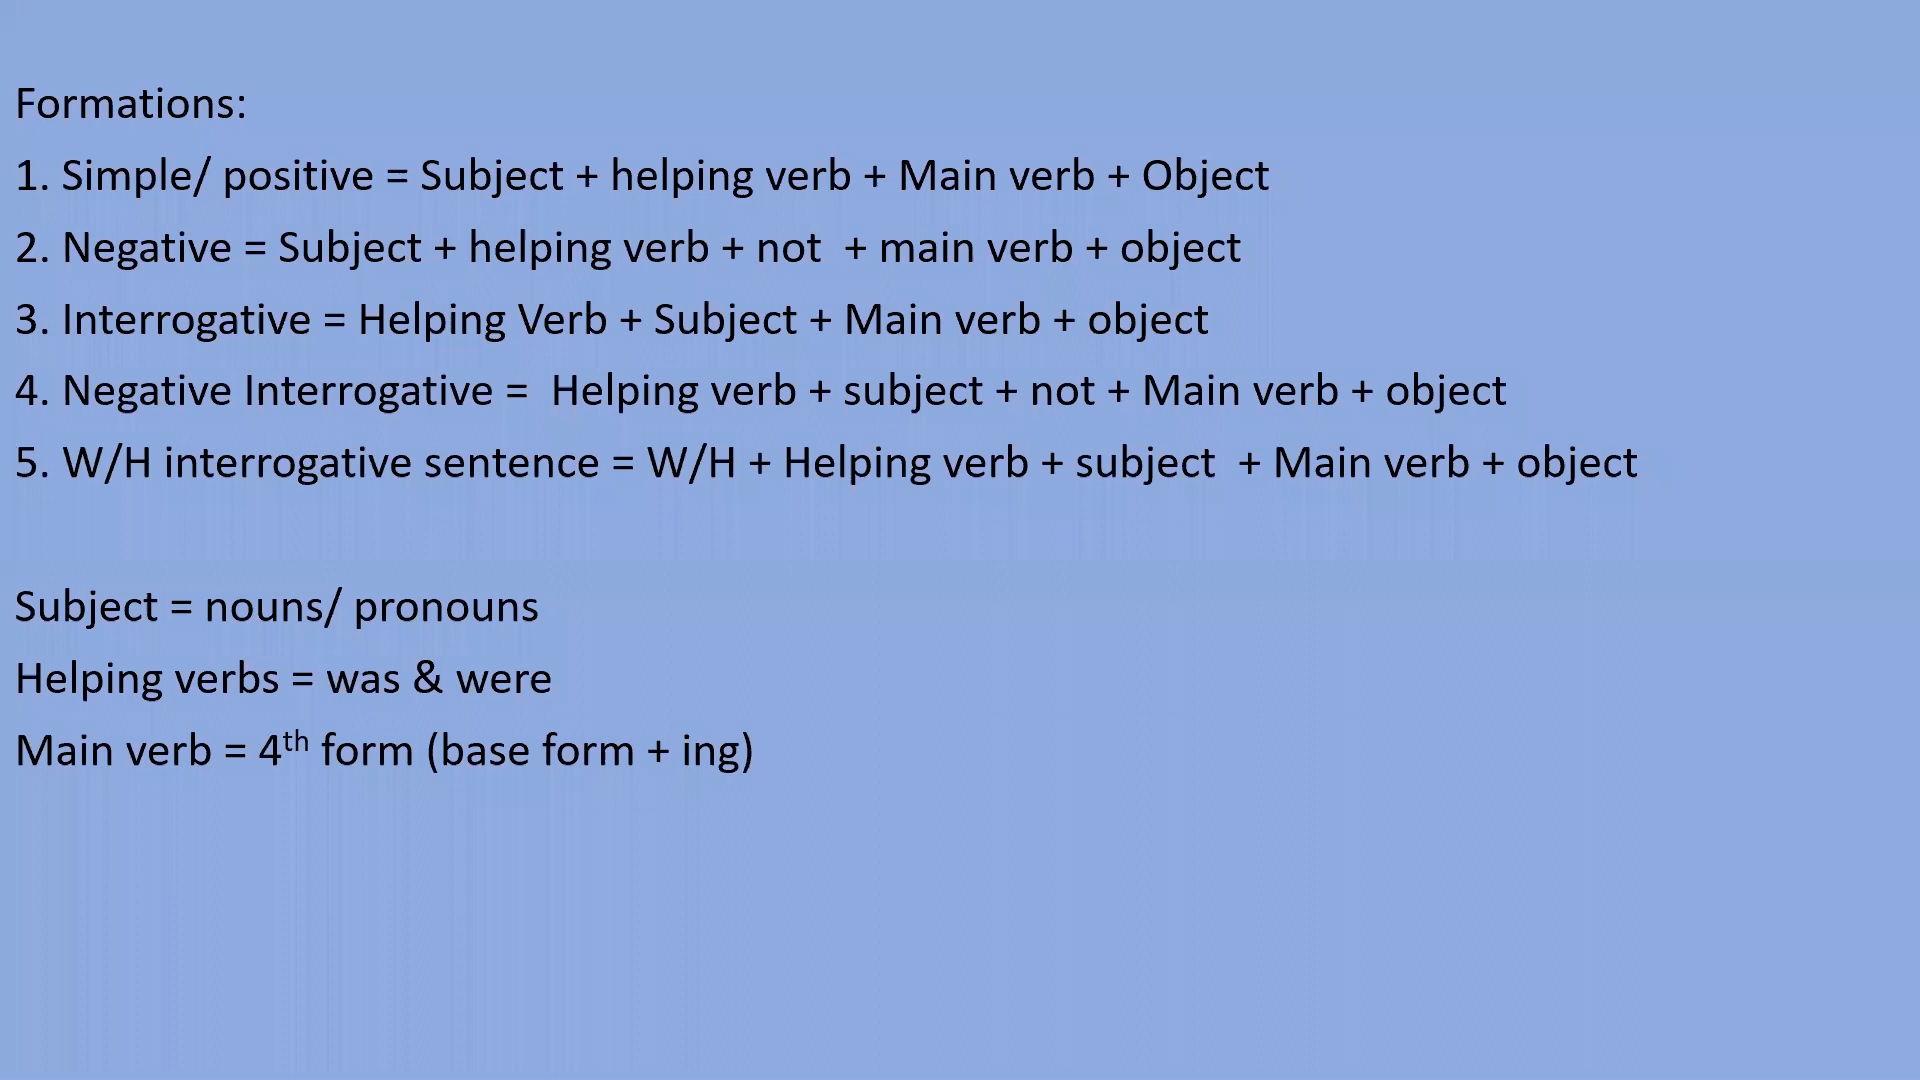 Formations:
1. Simple/ positive = Subject + helping verb + Main verb + Object
2. Negative = Subject + helping verb + not  + main verb + object
3. Interrogative = Helping Verb + Subject + Main verb + object
4. Negative Interrogative =  Helping verb + subject + not + Main verb + object
5. W/H interrogative sentence = W/H + Helping verb + subject  + Main verb + object
Subject = nouns/ pronouns
Helping verbs = was & were
Main verb = 4th form (base form + ing)